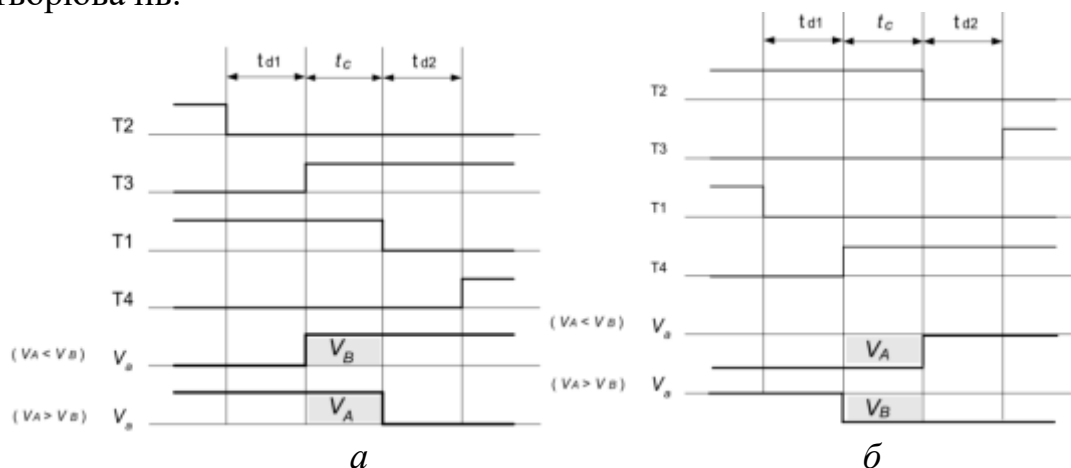 td1 tc td2
T2
T3
T1
T4
(VA < VB) Va VB
(VA > VB) Va VA
а
td1 tc td2
T2
T3
T1
T4
(VA < VB) Va VA
(VA > VB) Va VB
б